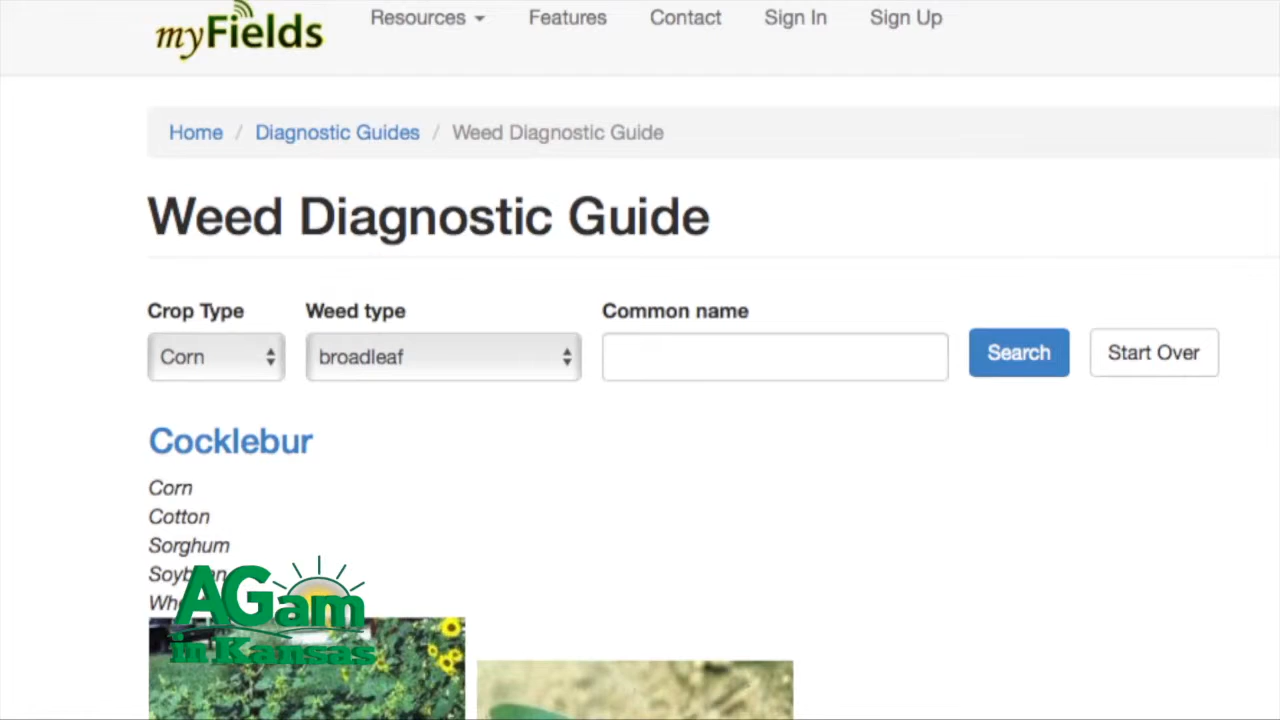 myFields
Resources Features Contact Sign In Sign Up
Home / Diagnostic Guides / Weed Diagnostic Guide
Weed Diagnostic Guide
Crop Type Weed type Common name
Corn broadleaf Search Start Over
Cocklebur
Corn
Cotton
Sorghum
AGam
in Kansas